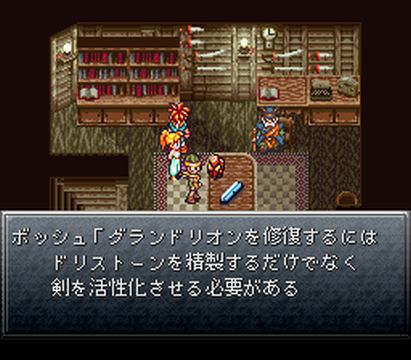 ボッシュ「グランドリオンを修復するには
ドリストーンを精製するだけでなく
剣を活性化させる必要がある